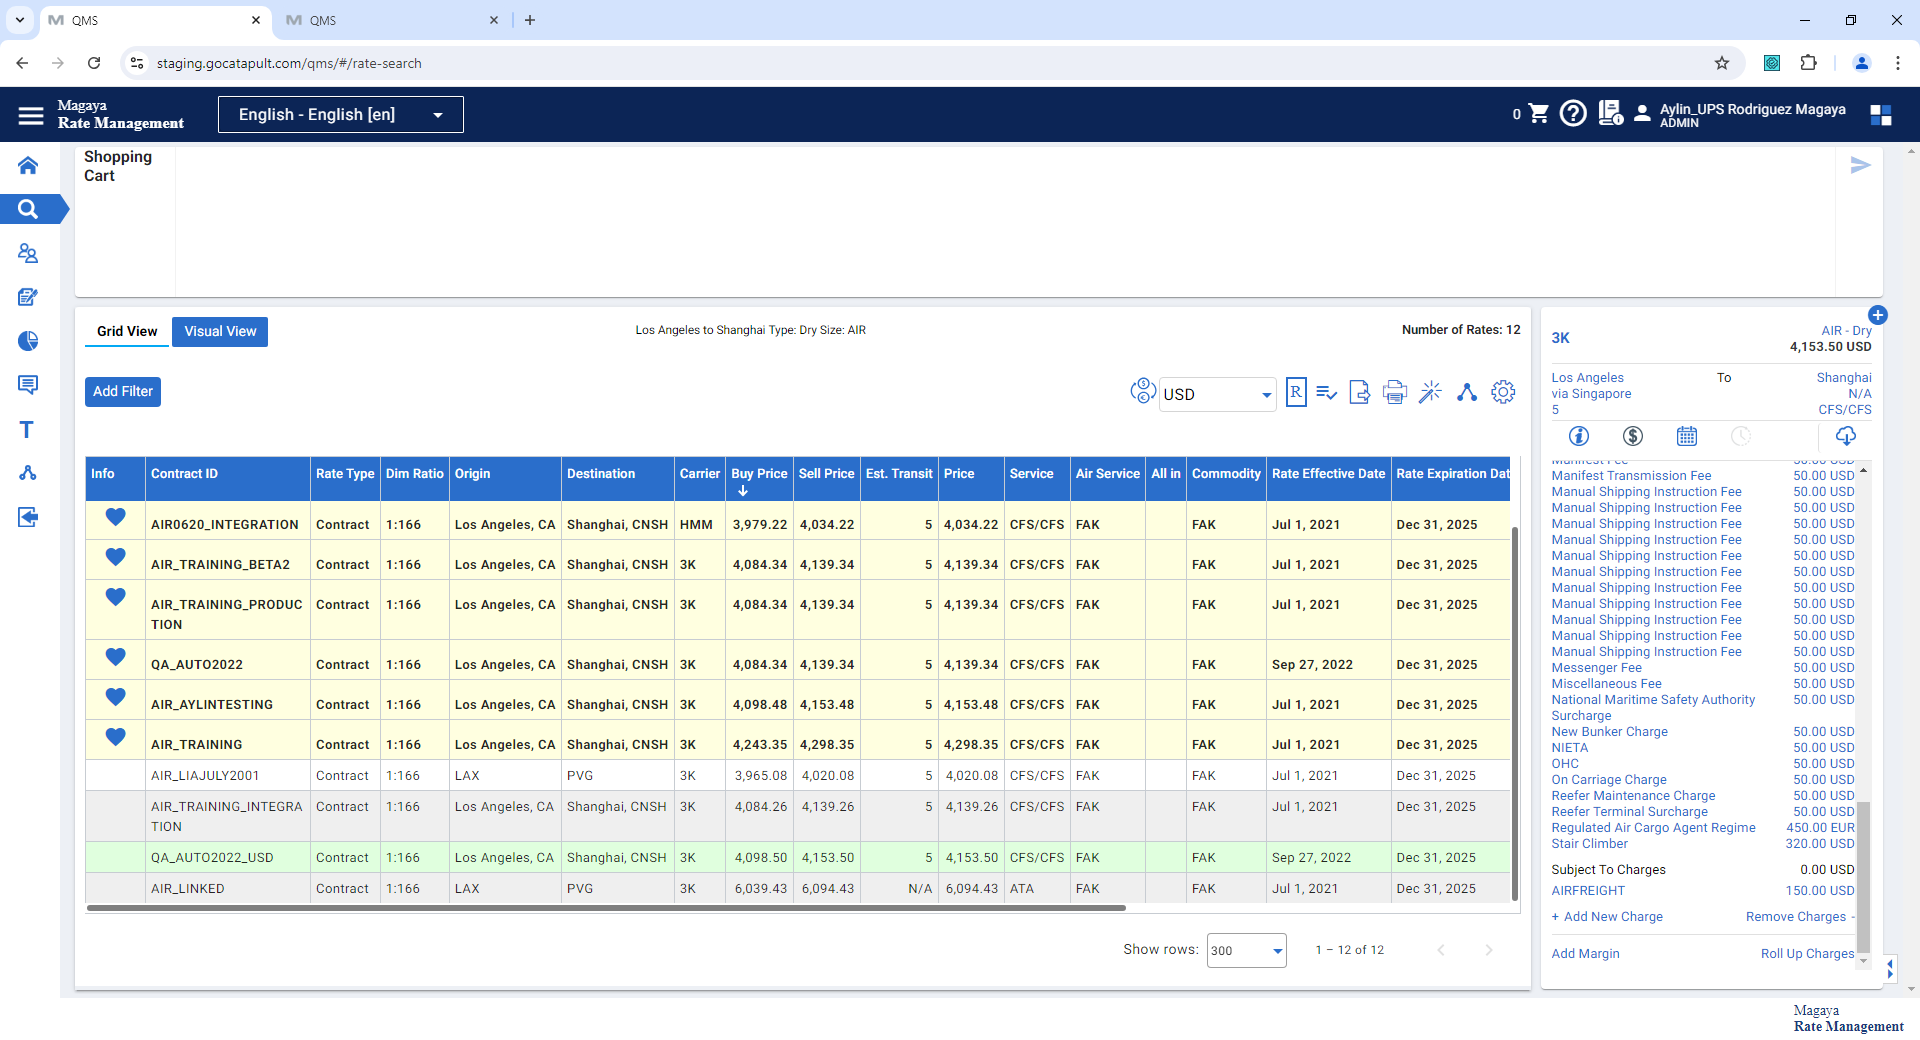 QMS
QMS
staging.gocatapult.com/qms/#/rate-search
Magaya
Rate Management
English - English [en]
0
Aylin_UPS Rodriguez Magaya
ADMIN
Shopping
Cart
Grid View
Visual View
Los Angeles to Shanghai Type: Dry Size: AIR
Number of Rates: 12
Add Filter
USD
R
Info Contract ID Rate Type Dim Ratio Origin Destination Carrier Buy Price Sell Price Est. Transit Price Service Air Service All in Commodity Rate Effective Date Rate Expiration Dat
AIR0620_INTEGRATION Contract 1:166 Los Angeles, CA Shanghai, CNSH HMM 3,979.22 4,034.22 5 4,034.22 CFS/CFS FAK FAK Jul 1, 2021 Dec 31, 2025
AIR_TRAINING_BETA2 Contract 1:166 Los Angeles, CA Shanghai, CNSH 3K 4,084.34 4,139.34 5 4,139.34 CFS/CFS FAK FAK Jul 1, 2021 Dec 31, 2025
AIR_TRAINING_PRODUC Contract 1:166 Los Angeles, CA Shanghai, CNSH 3K 4,084.34 4,139.34 5 4,139.34 CFS/CFS FAK FAK Jul 1, 2021 Dec 31, 2025
TION
QA_AUTO2022 Contract 1:166 Los Angeles, CA Shanghai, CNSH 3K 4,084.34 4,139.34 5 4,139.34 CFS/CFS FAK FAK Sep 27, 2022 Dec 31, 2025
AIR_AYLINTESTING Contract 1:166 Los Angeles, CA Shanghai, CNSH 3K 4,098.48 4,153.48 5 4,153.48 CFS/CFS FAK FAK Jul 1, 2021 Dec 31, 2025
AIR_TRAINING Contract 1:166 Los Angeles, CA Shanghai, CNSH 3K 4,243.35 4,298.35 5 4,298.35 CFS/CFS FAK FAK Jul 1, 2021 Dec 31, 2025
AIR_LIAJULY2001 Contract 1:166 LAX PVG 3K 3,965.08 4,020.08 5 4,020.08 CFS/CFS FAK FAK Jul 1, 2021 Dec 31, 2025
AIR_TRAINING_INTEGRA Contract 1:166 Los Angeles, CA Shanghai, CNSH 3K 4,084.26 4,139.26 5 4,139.26 CFS/CFS FAK FAK Jul 1, 2021 Dec 31, 2025
TION
QA_AUTO2022_USD Contract 1:166 Los Angeles, CA Shanghai, CNSH 3K 4,098.50 4,153.50 5 4,153.50 CFS/CFS FAK FAK Sep 27, 2022 Dec 31, 2025
AIR_LINKED Contract 1:166 LAX PVG 3K 6,039.43 6,094.43 N/A 6,094.43 ATA FAK FAK Jul 1, 2021 Dec 31, 2025
Show rows: 300 1 – 12 of 12
3K
AIR - Dry
4,153.50 USD
Los Angeles To Shanghai
via Singapore N/A
5 CFS/CFS
Manifest Fee 50.00 USD
Manifest Transmission Fee 50.00 USD
Manual Shipping Instruction Fee 50.00 USD
Manual Shipping Instruction Fee 50.00 USD
Manual Shipping Instruction Fee 50.00 USD
Manual Shipping Instruction Fee 50.00 USD
Manual Shipping Instruction Fee 50.00 USD
Manual Shipping Instruction Fee 50.00 USD
Manual Shipping Instruction Fee 50.00 USD
Manual Shipping Instruction Fee 50.00 USD
Manual Shipping Instruction Fee 50.00 USD
Manual Shipping Instruction Fee 50.00 USD
Manual Shipping Instruction Fee 50.00 USD
Messenger Fee 50.00 USD
Miscellaneous Fee 50.00 USD
National Maritime Safety Authority 50.00 USD
Surcharge
New Bunker Charge 50.00 USD
NIETA 50.00 USD
OHC 50.00 USD
On Carriage Charge 50.00 USD
Reefer Maintenance Charge 50.00 USD
Reefer Terminal Surcharge 50.00 USD
Regulated Air Cargo Agent Regime 450.00 EUR
Stair Climber 320.00 USD
Subject To Charges 0.00 USD
AIRFREIGHT 150.00 USD
+ Add New Charge Remove Charges -
Add Margin Roll Up Charges
Magaya
Rate Management